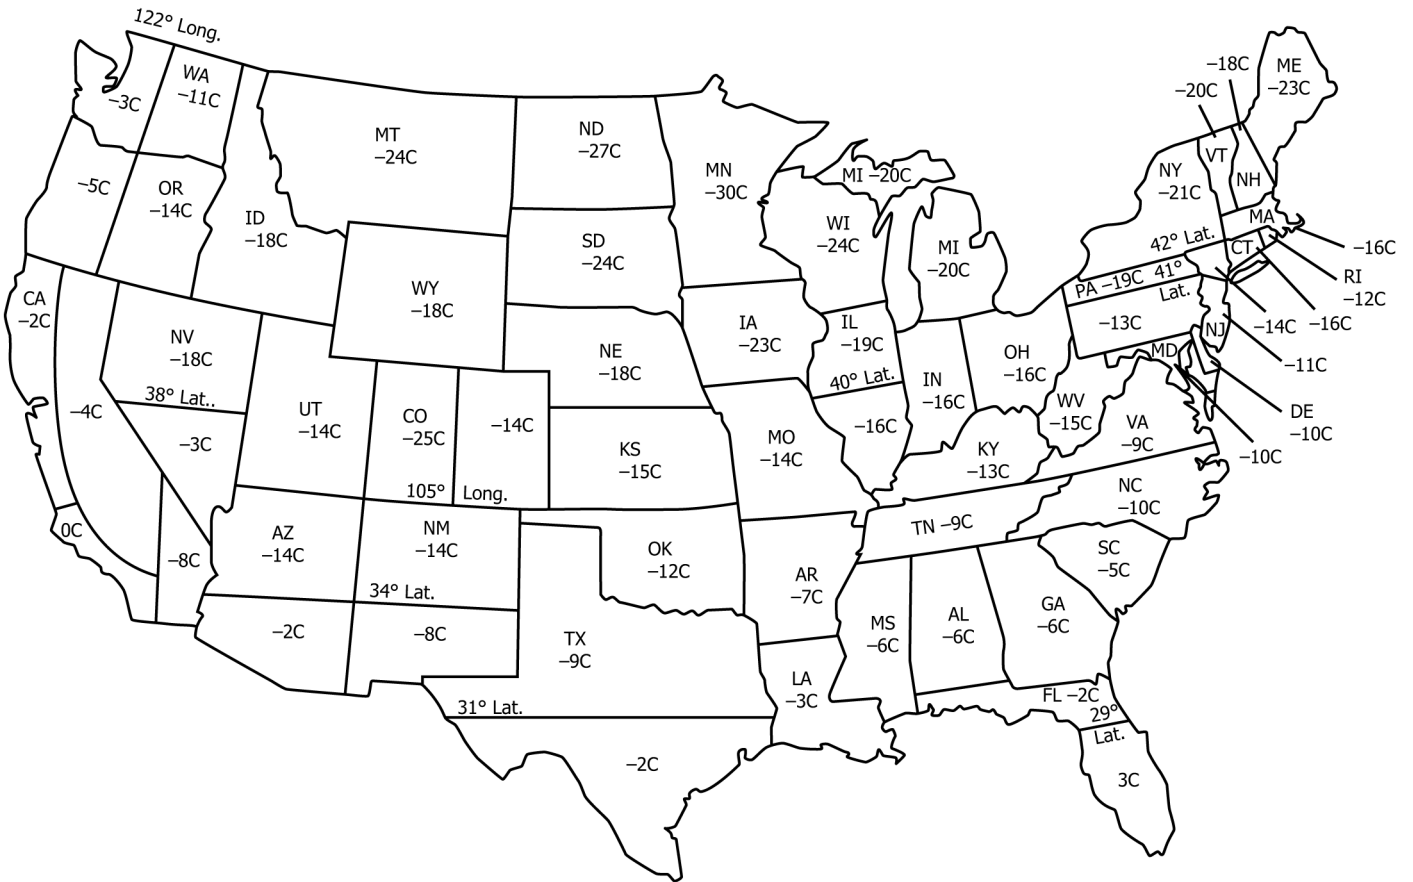 122° Long.
WA
–11C
–3C
–5C
OR
–14C
ID
–18C
MT
–24C
ND
–27C
MN
–30C
SD
–24C
WY
–18C
WI
–24C
MI –20C
MI
–20C
NY
–21C
VT
–20C
–18C
NH
ME
–23C
MA
–16C
42° Lat.
CT
RI
–12C
–16C
–14C
PA –19C
41°
Lat.
–13C
NJ
–11C
MD
DE
–10C
–10C
CA
–2C
–4C
0C
–8C
NV
–18C
38° Lat..
–3C
UT
–14C
CO
–25C
–14C
105° Long.
NE
–18C
IA
–23C
IL
–19C
40° Lat.
–16C
IN
–16C
OH
–16C
WV
–15C
VA
–9C
KS
–15C
MO
–14C
KY
–13C
NC
–10C
TN –9C
AZ
–14C
–2C
NM
–14C
34° Lat.
–8C
OK
–12C
AR
–7C
SC
–5C
MS
–6C
AL
–6C
GA
–6C
TX
–9C
31° Lat.
–2C
LA
–3C
FL –2C
29°
Lat.
3C